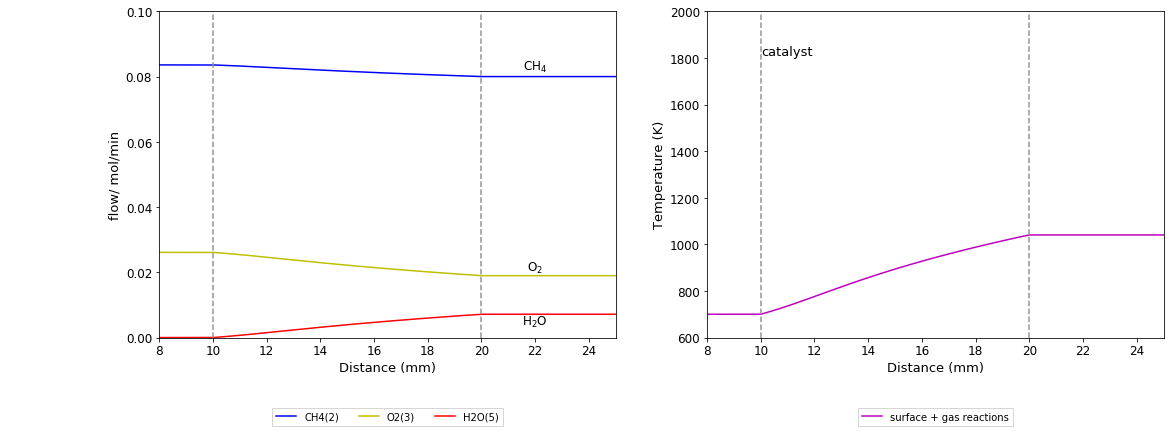 0.10
0.08
0.06
0.04
0.02
0.00
flow/ mol/min
CH4
O2
H2O
8 10 12 14 16 18 20 22 24
Distance (mm)
CH4(2) O2(3) H2O(5)
2000
1800
1600
1400
1200
1000
800
600
Temperature (K)
catalyst
8 10 12 14 16 18 20 22 24
Distance (mm)
surface + gas reactions